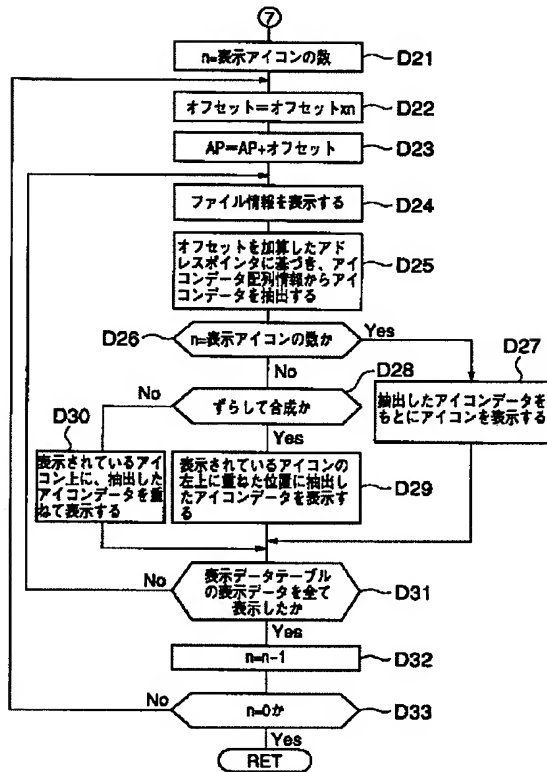 7
n=表示アイコンの数
D21
オフセット=オフセットxn
D22
AP=AP+オフセット
D23
ファイル情報を表示する
D24
オフセットを加算したアド
レスポインタに基づき、アイ
コンデータ配列情報からアイ
コンデータを抽出する
D25
D26
n=表示アイコンの数か
Yes
No
D27
抽出したアイコンデータを
もとにアイコンを表示する
D28
ずらして合成か
No
Yes
D30
表示されているアイ
コン上に、抽出した
アイコンデータを重
ねて表示する
表示されているアイコンの
左上に重ねた位置に抽出し
たアイコンデータを表示す
る
D29
表示データテーブル
の表示データを全て
表示したか
D31
No
Yes
n=n-1
D32
n=0か
D33
No
Yes
RET